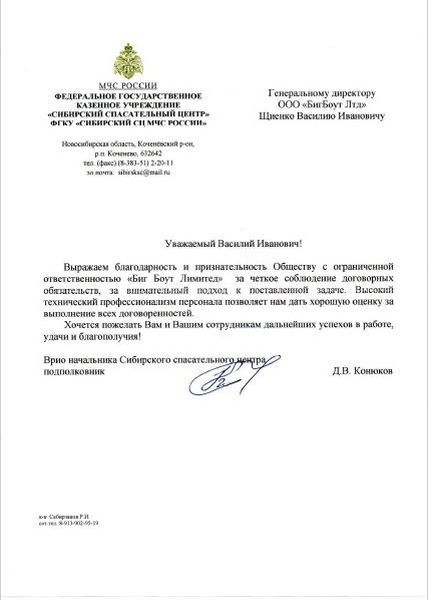 МЧС РОССИИ
ФЕДЕРАЛЬНОЕ ГОСУДАРСТВЕННОЕ
КАЗЕННОЕ УЧРЕЖДЕНИЕ
«СИБИРСКИЙ СПАСАТЕЛЬНЫЙ ЦЕНТР»
ФГКУ «СИБИРСКИЙ СЦ МЧС РОССИИ»
Новосибирская область, Коченёвский р-он,
р.п. Коченево, 632642
тел. (факс) (8-383-51) 2-20-11
эл.почта: sibirsksc@mail.ru
Генеральному директору
ООО «БигБоут Лтд»
Щиенко Василию Ивановичу
Уважаемый Василий Иванович!
Выражаем благодарность и признательность Обществу с ограниченной
ответственностью «Биг Боут Лимитед» за четкое соблюдение договорных
обязательств, за внимательный подход к поставленной задаче. Высокий
технический профессионализм персонала позволяет нам дать хорошую оценку за
выполнение всех договоренностей.
Хочется пожелать Вам и Вашим сотрудникам дальнейших успехов в работе,
удачи и благополучия!
Врио начальника Сибирского спасательного центра
подполковник Д.В. Конюков
Р.И.
сот.тел. 8-913-902-95-19